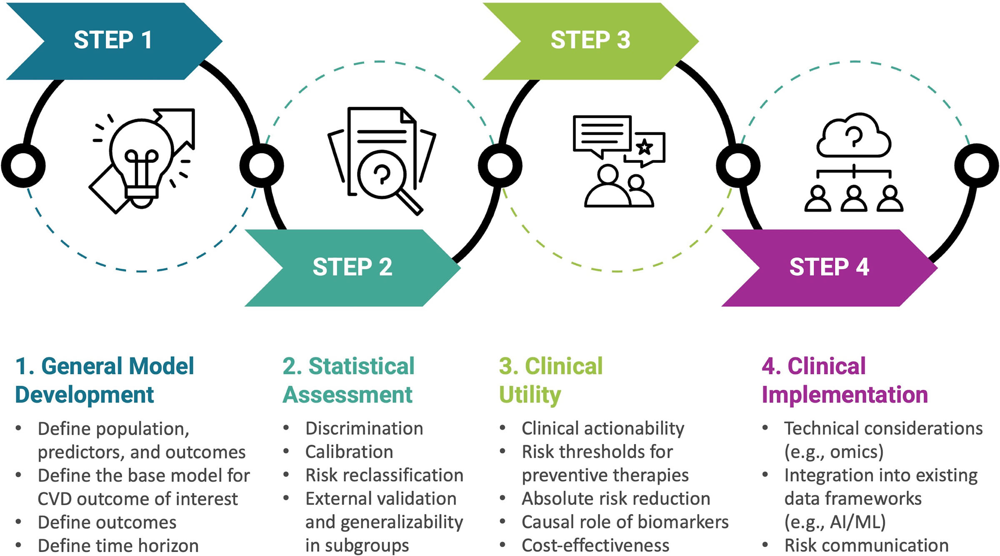 STEP 1
STEP 3
?
?
STEP 2
STEP 4
1. General Model
Development
• Define population,
predictors, and outcomes
• Define the base model for
CVD outcome of interest
• Define outcomes
• Define time horizon
2. Statistical
Assessment
• Discrimination
• Calibration
• Risk reclassification
• External validation
and generalizability
in subgroups
3. Clinical
Utility
• Clinical actionability
• Risk thresholds for
preventive therapies
• Absolute risk reduction
• Causal role of biomarkers
• Cost-effectiveness
4. Clinical
Implementation
• Technical considerations
(e.g., omics)
• Integration into existing
data frameworks
(e.g., AI/ML)
• Risk communication